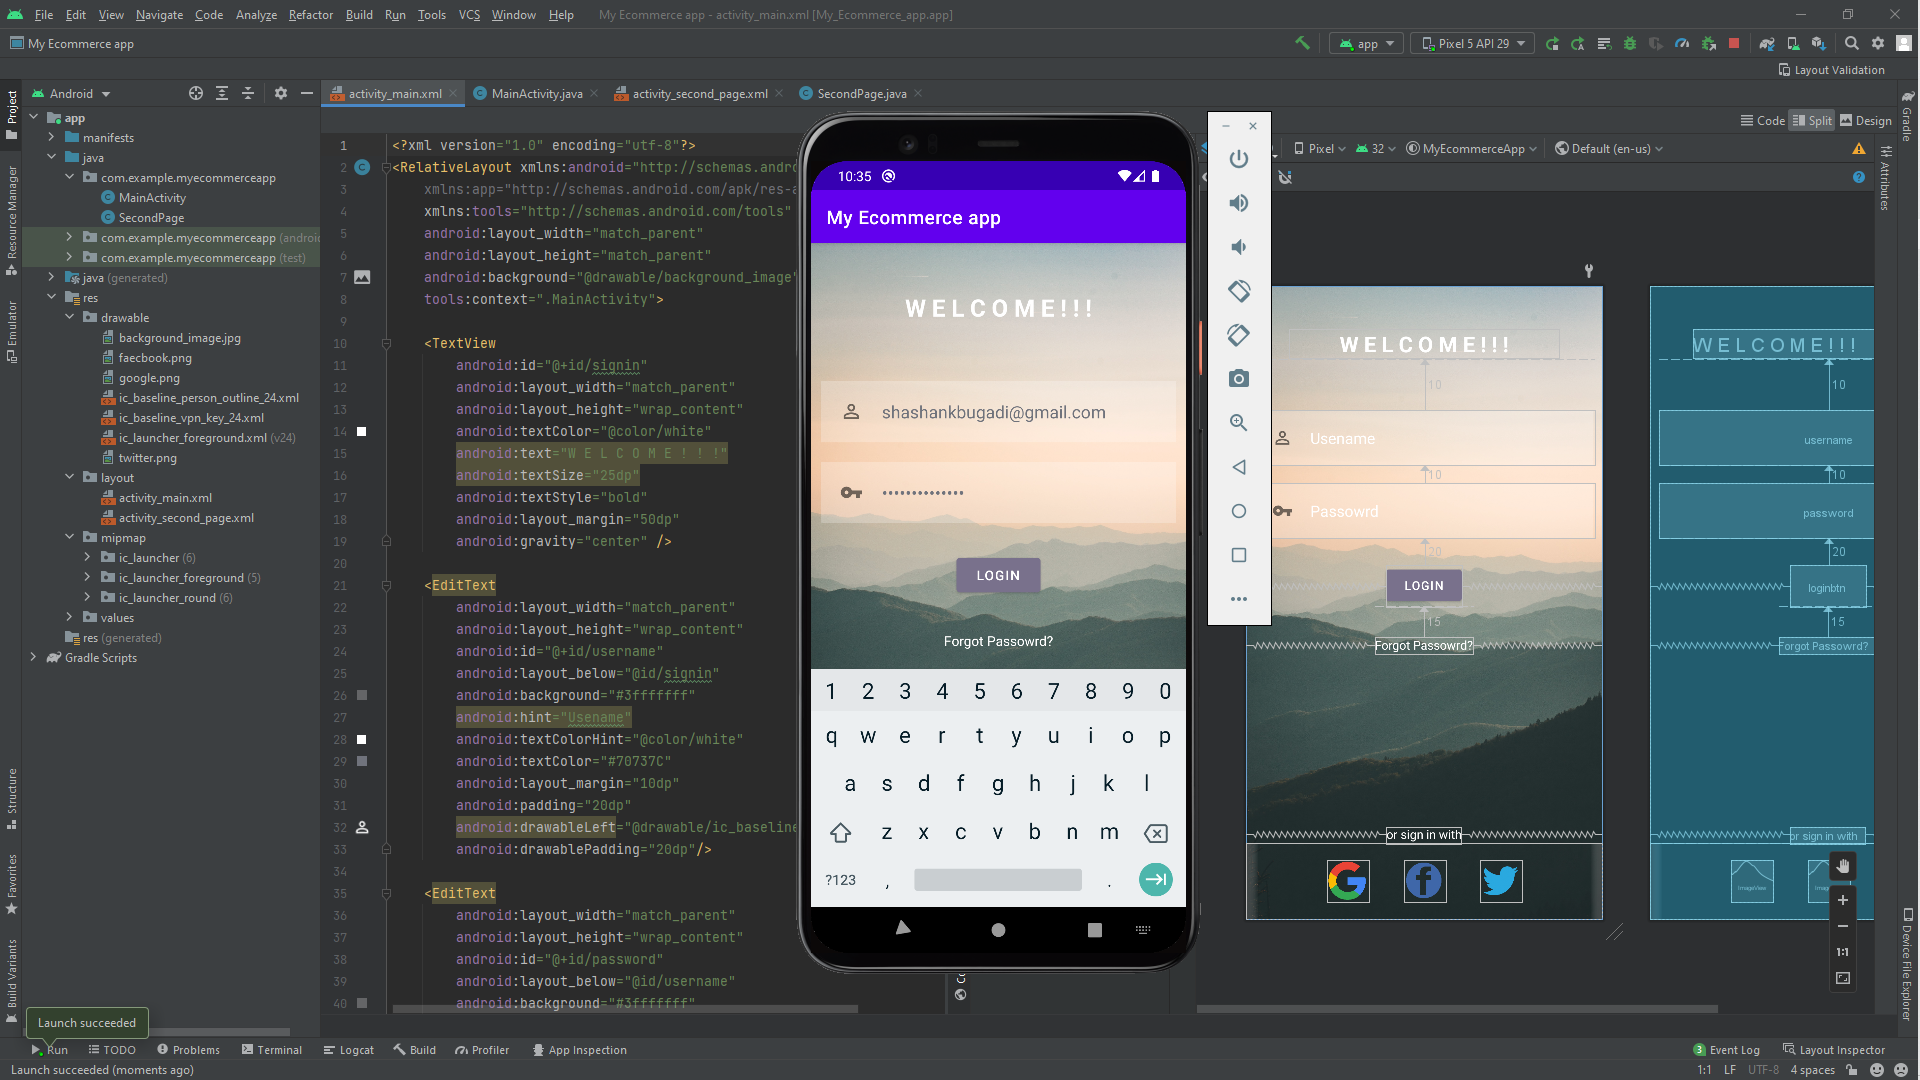 File Edit View Navigate Code Analyze Refactor Build Run Tools VCS Window Help My Ecommerce app - activity_main.xml [My_Ecommerce_app.app]
My Ecommerce app
app
Pixel 5 API 29
Layout Validation
Android
activity_main.xml
MainActivity.java
activity_second_page.xml
SecondPage.java
Code
Split
Design
Project
Resource Manager
Emulator
Structure
Favorites
Build Variants
app
manifests
java
com.example.myecommerceapp
MainActivity
SecondPage
com.example.myecommerceapp (androi
com.example.myecommerceapp (test)
java (generated)
res
drawable
background_image.jpg
faecbook.png
google.png
ic_baseline_person_outline_24.xml
ic_baseline_vpn_key_24.xml
ic_launcher_foreground.xml (v24)
twitter.png
layout
activity_main.xml
activity_second_page.xml
mipmap
ic_launcher (6)
ic_launcher_foreground (5)
ic_launcher_round (6)
values
res (generated)
Gradle Scripts
1 <?xml version="1.0" encoding="utf-8"?>
2 <RelativeLayout xmlns:android="http://schemas.andr
3 xmlns:app="http://schemas.android.com/apk/res-a
4 xmlns:tools="http://schemas.android.com/tools"
5 android:layout_width="match_parent"
6 android:layout_height="match_parent"
7 android:background="@drawable/background_image"
8 tools:context=".MainActivity">
9
10 <TextView
11 android:id="@+id/signin"
12 android:layout_width="match_parent"
13 android:layout_height="wrap_content"
14 android:textColor="@color/white"
15 android:text="W E L C O M E ! ! !"
16 android:textSize="25dp"
17 android:textStyle="bold"
18 android:layout_margin="50dp"
19 android:gravity="center" />
20
21 <EditText
22 android:layout_width="match_parent"
23 android:layout_height="wrap_content"
24 android:id="@+id/username"
25 android:layout_below="@id/signin"
26 android:background="#3fffffff"
27 android:hint="Usename"
28 android:textColorHint="@color/white"
29 android:textColor="#70737C"
30 android:layout_margin="10dp"
31 android:padding="20dp"
32 android:drawableLeft="@drawable/ic_baseline
33 android:drawablePadding="20dp"/>
34
35 <EditText
36 android:layout_width="match_parent"
37 android:layout_height="wrap_content"
38 android:id="@+id/password"
39 android:layout_below="@id/username"
40 android:background="#3fffffff"
10:35
My Ecommerce app
W E L C O M E ! ! !
shashankbugadi@gmail.com
••••••••••••••
LOGIN
Forgot Passowrd?
1 2 3 4 5 6 7 8 9 0
q w e r t y u i o p
a s d f g h j k l
z x c v b n m
?123 , .
Pixel
32
MyEcommerceApp
Default (en-us)
W E L C O M E ! ! !
10
Usename
10
Passowrd
20
LOGIN
15
Forgot Passowrd?
or sign in with
W E L C O M E ! ! !
10
username
10
password
20
loginbtn
15
Forgot Passowrd?
or sign in with
ImageView
1:1
Gradle
Attributes
Device File Explorer
Launch succeeded
Run
TODO
Problems
Terminal
Logcat
Build
Profiler
App Inspection
3 Event Log
Layout Inspector
Launch succeeded (moments ago)
1:1 LF UTF-8 4 spaces